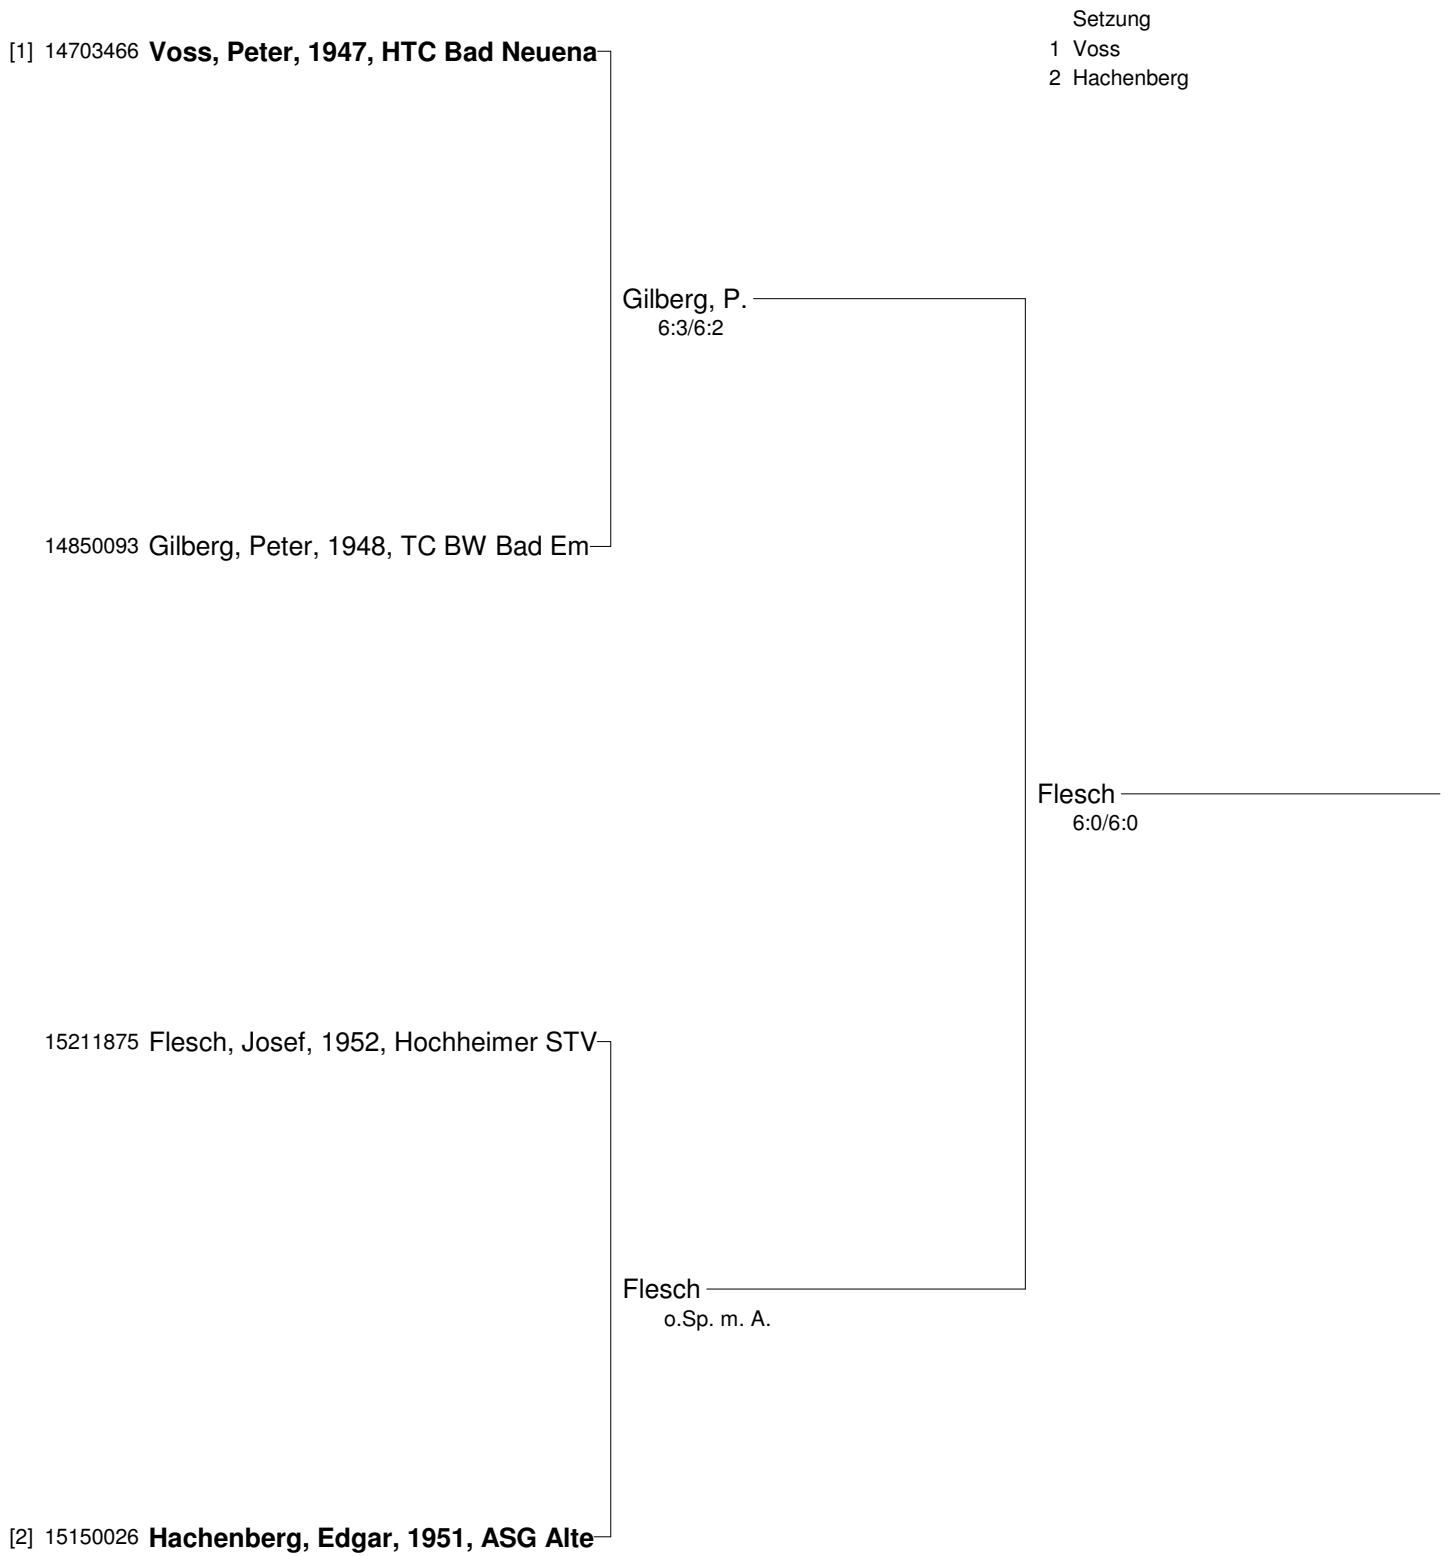 Setzung
1 Voss
2 Hachenberg
[1] 14703466 Voss, Peter, 1947, HTC Bad Neuena
Gilberg, P.
6:3/6:2
14850093 Gilberg, Peter, 1948, TC BW Bad Em
Flesch
6:0/6:0
15211875 Flesch, Josef, 1952, Hochheimer STV
Flesch
o.Sp. m. A.
[2] 15150026 Hachenberg, Edgar, 1951, ASG Alte